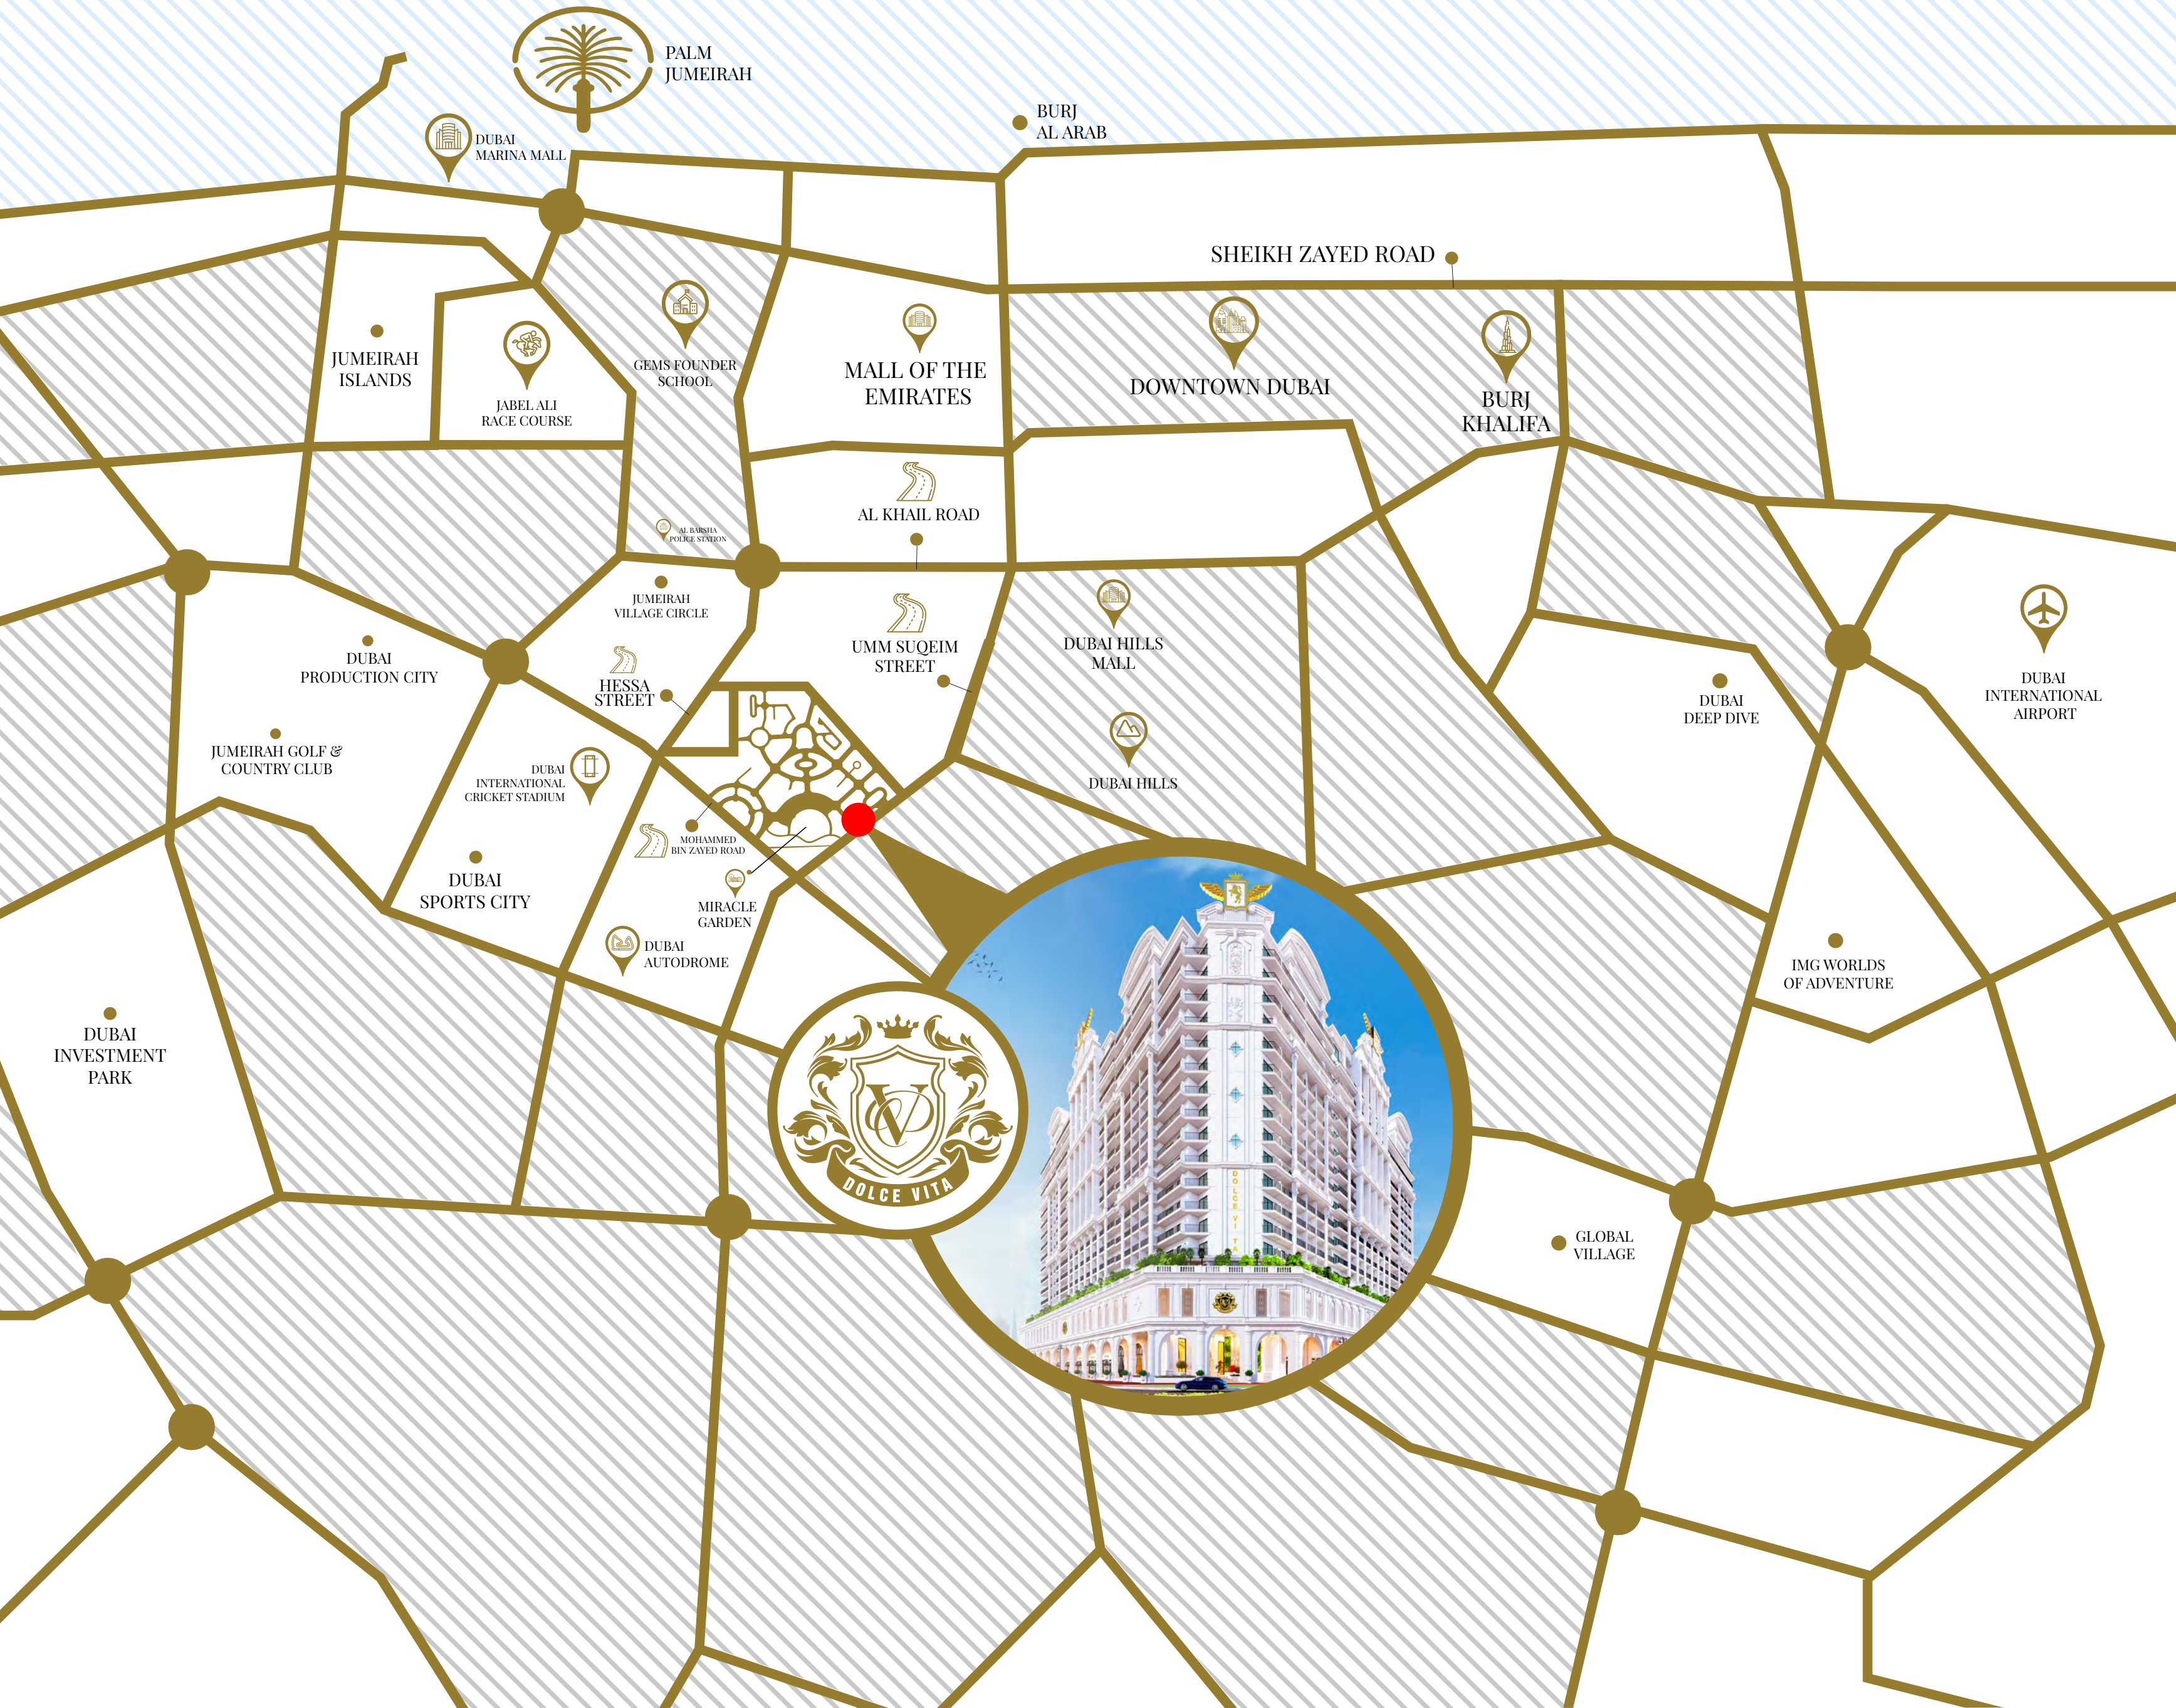 PALM
JUMEIRAH
BURJ
AL ARAB
DUBAI
MARINA MALL
SHEIKH ZAYED ROAD
JUMEIRAH
ISLANDS
JABEL ALI
RACE COURSE
GEMS FOUNDER
SCHOOL
MALL OF THE
EMIRATES
DOWNTOWN DUBAI
BURJ
KHALIFA
AL KHAIL ROAD
AL BARSHA
POLICE STATION
JUMEIRAH
VILLAGE CIRCLE
UMM SUQEIM
STREET
DUBAI HILLS
MALL
DUBAI
PRODUCTION CITY
HESSA
STREET
DUBAI
DEEP DIVE
DUBAI
INTERNATIONAL
AIRPORT
JUMEIRAH GOLF &
COUNTRY CLUB
DUBAI
INTERNATIONAL
CRICKET STADIUM
DUBAI HILLS
MOHAMMED
BIN ZAYED ROAD
DUBAI
SPORTS CITY
MIRACLE
GARDEN
DUBAI
AUTODROME
IMG WORLDS
OF ADVENTURE
DUBAI
INVESTMENT
PARK
DOLCE VITA
DOLCE VITA
GLOBAL
VILLAGE